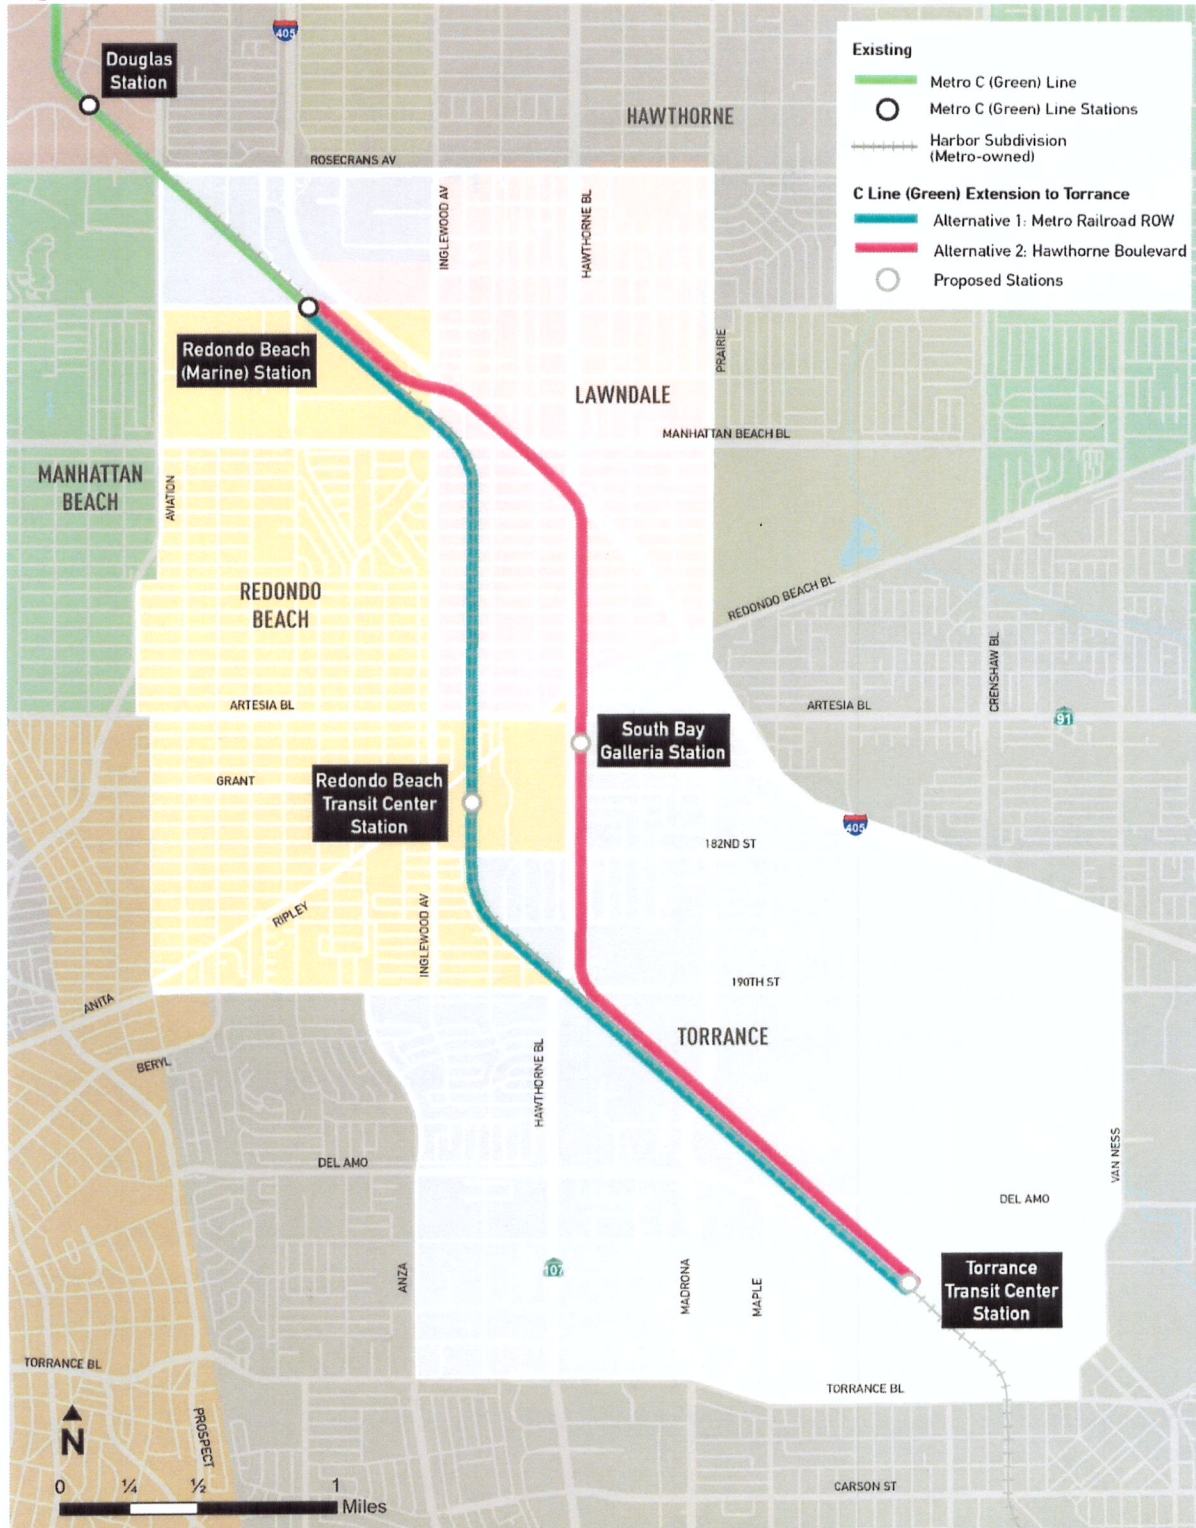 405
Douglas
Station
Existing
Metro C (Green) Line
Metro C (Green) Line Stations
Harbor Subdivision
(Metro-owned)
C Line (Green) Extension to Torrance
Alternative 1: Metro Railroad ROW
Alternative 2: Hawthorne Boulevard
Proposed Stations
HAWTHORNE
ROSECRANS AV
INGLEWOOD AV
HAWTHORNE BL
PRAIRIE
Redondo Beach
(Marine) Station
LAWNDALE
MANHATTAN BEACH BL
MANHATTAN
BEACH
AVIATION
REDONDO
BEACH
REDONDO BEACH BL
CRENSHAW BL
ARTESIA BL
ARTESIA BL
91
South Bay
Galleria Station
GRANT
Redondo Beach
Transit Center
Station
405
182ND ST
RIPLEY
INGLEWOOD AV
190TH ST
ANITA
TORRANCE
BERYL
HAWTHORNE BL
VAN NESS
DEL AMO
DEL AMO
ANZA
107
MADRONA
MAPLE
Torrance
Transit Center
Station
TORRANCE BL
TORRANCE BL
PROSPECT
N
CARSON ST
0 ¼ ½ 1
Miles